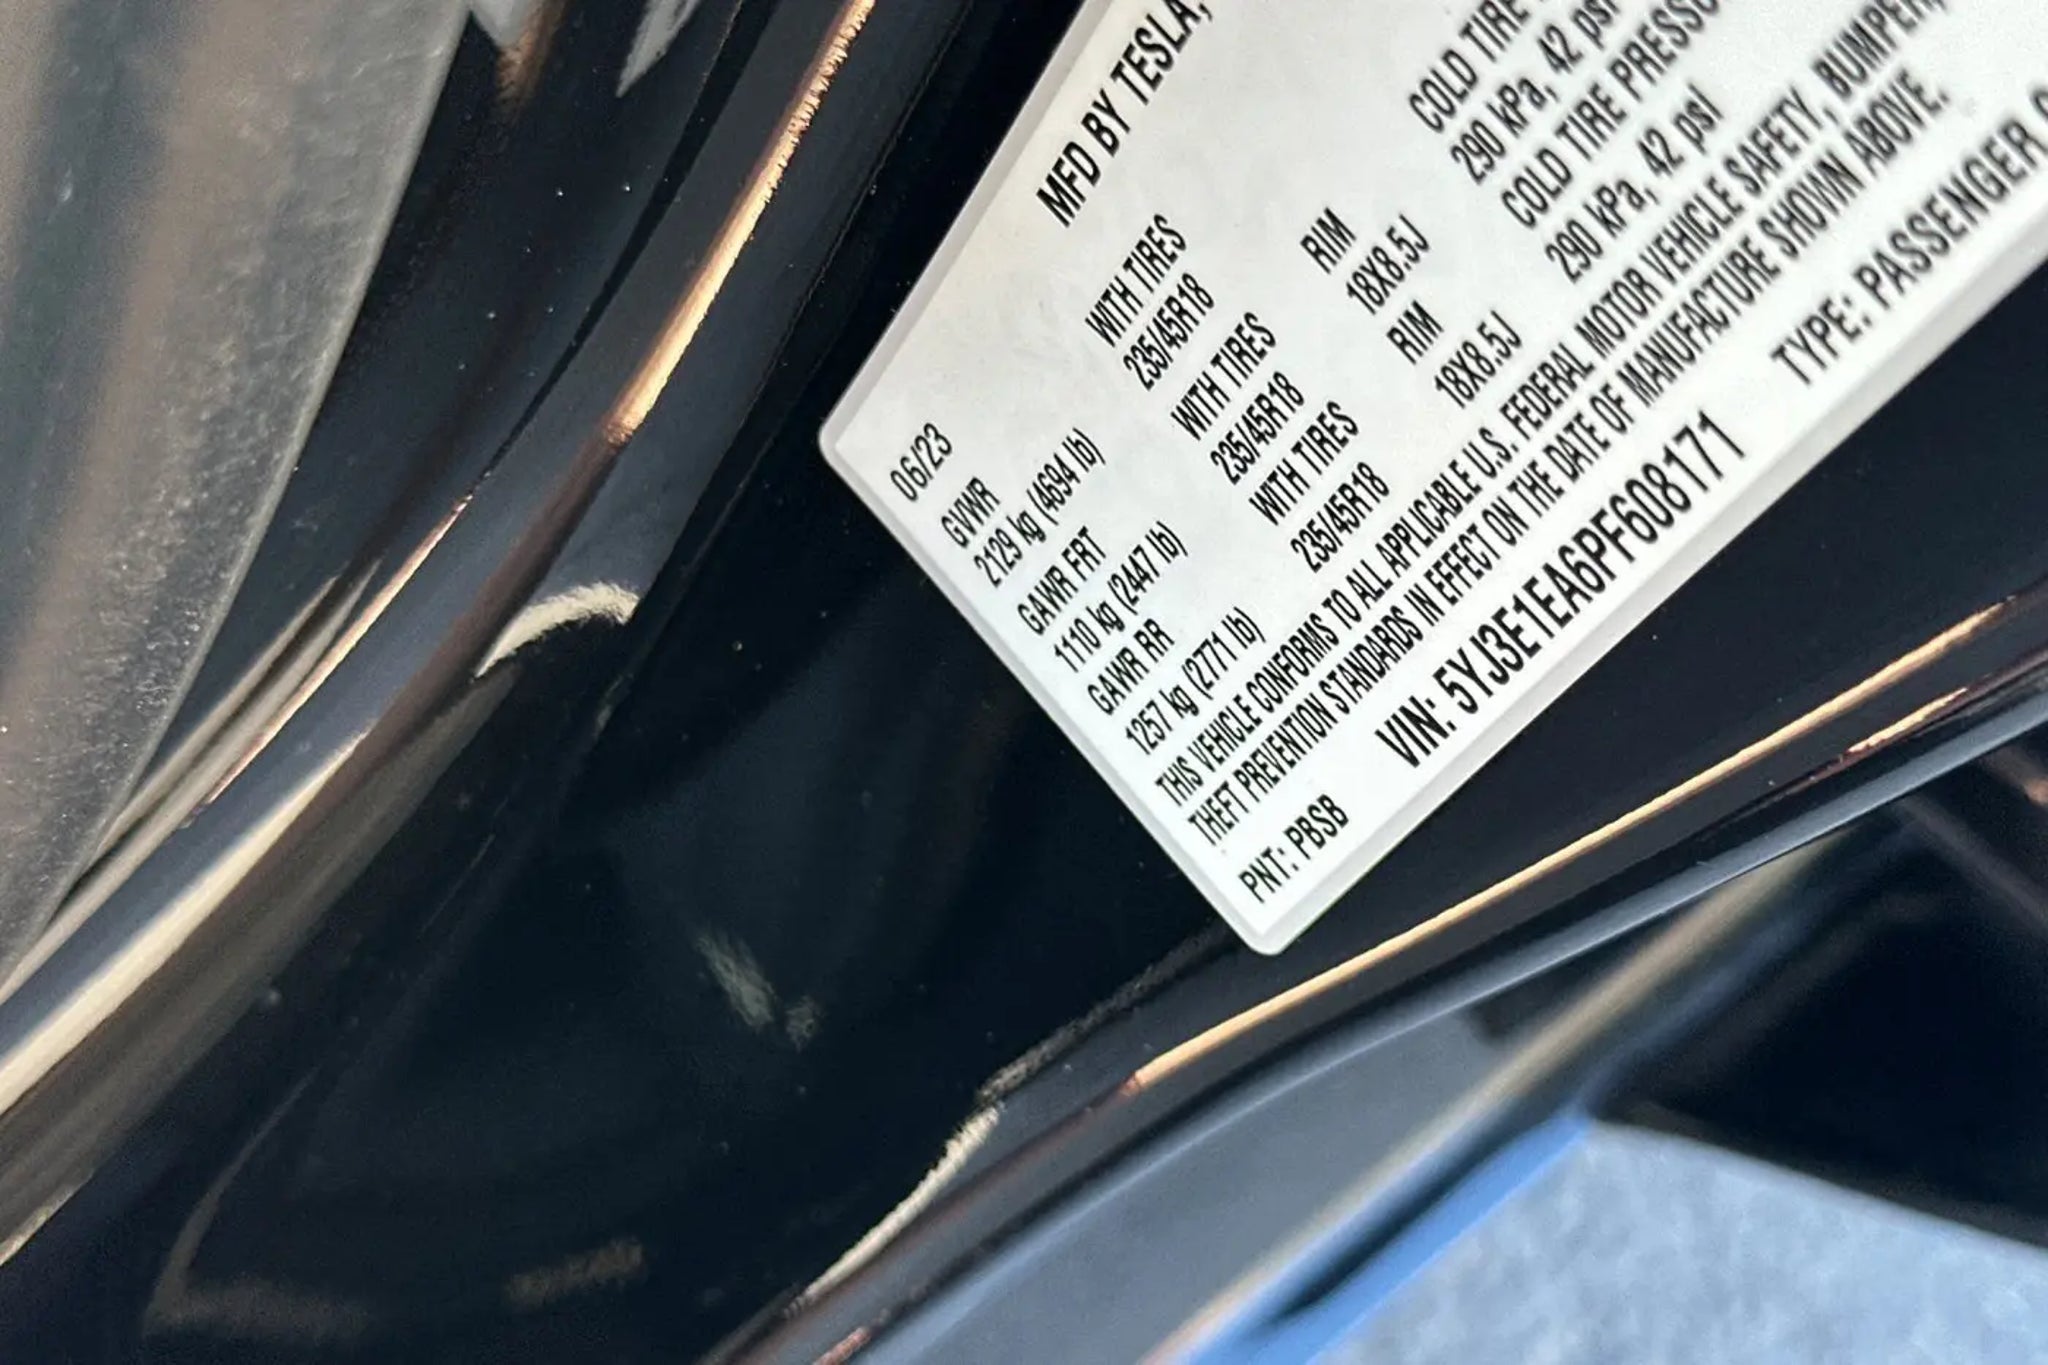 MFD BY TESLA,
06/23
GVWR
2129 kg (4694 lb)
GAWR FRT WITH TIRES RIM COLD TIRE
1110 kg (2447 lb) 235/45R18 18X8.5J 290 kPa, 42 psi
GAWR RR WITH TIRES RIM COLD TIRE PRESSU
1257 kg (2771 lb) 235/45R18 18X8.5J 290 kPa, 42 psi
WITH TIRES
235/45R18
THIS VEHICLE CONFORMS TO ALL APPLICABLE U.S. FEDERAL MOTOR VEHICLE SAFETY, BUMPER,
THEFT PREVENTION STANDARDS IN EFFECT ON THE DATE OF MANUFACTURE SHOWN ABOVE.
VIN: 5YJ3E1EA6PF608171 TYPE: PASSENGER
PNT: PBSB